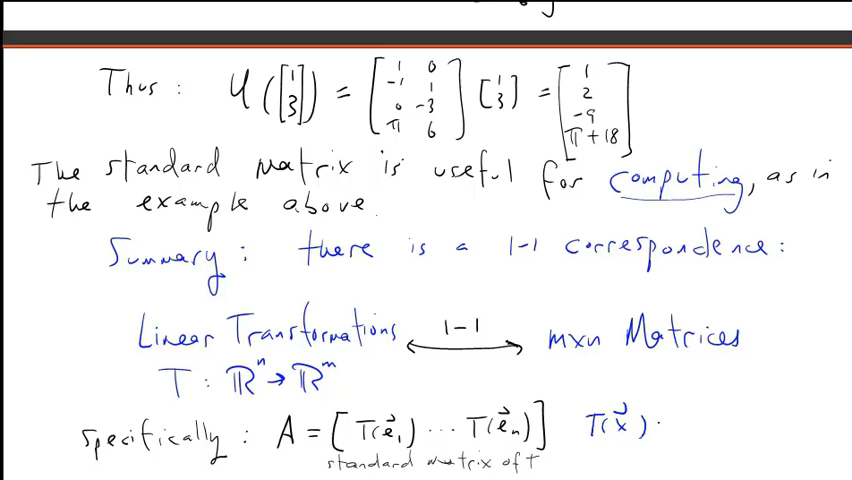 Thus : U([1 3]) = [1 0 -1 1 0 -3 π 6] [1 3] = [1 2 -9 π+18]
The standard matrix is useful for computing, as in
the example above.
Summary : there is a 1-1 correspondence :
Linear Transformations 1-1 ↔ mxn Matrices
T : ℝⁿ → ℝᵐ
specifically : A = [ T(e⃗₁) ... T(e⃗ₙ) ] T(x⃗)
standard matrix of T